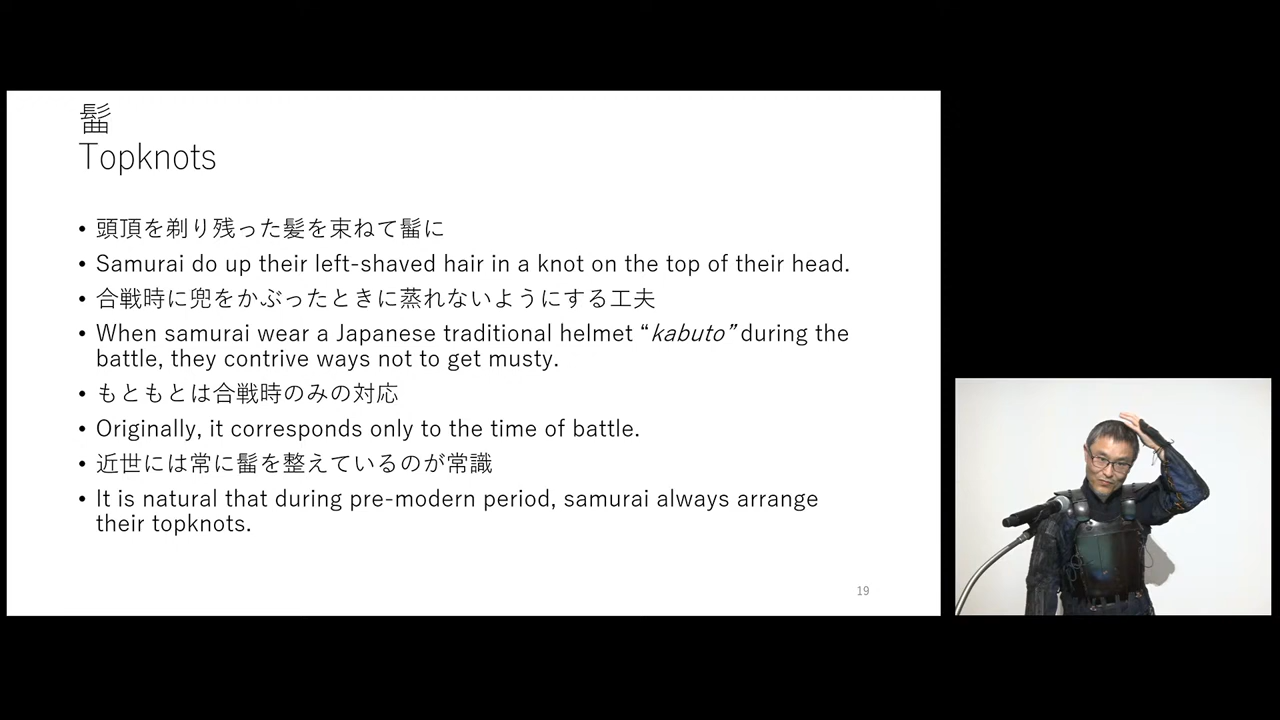 髷
Topknots
• 頭頂を剃り残った髪を束ねて髷に
• Samurai do up their left-shaved hair in a knot on the top of their head.
• 合戦時に兜をかぶったときに蒸れないようにする工夫
• When samurai wear a Japanese traditional helmet “kabuto” during the
battle, they contrive ways not to get musty.
• もともとは合戦時のみの対応
• Originally, it corresponds only to the time of battle.
• 近世には常に髷を整えているのが常識
• It is natural that during pre-modern period, samurai always arrange
their topknots.
19